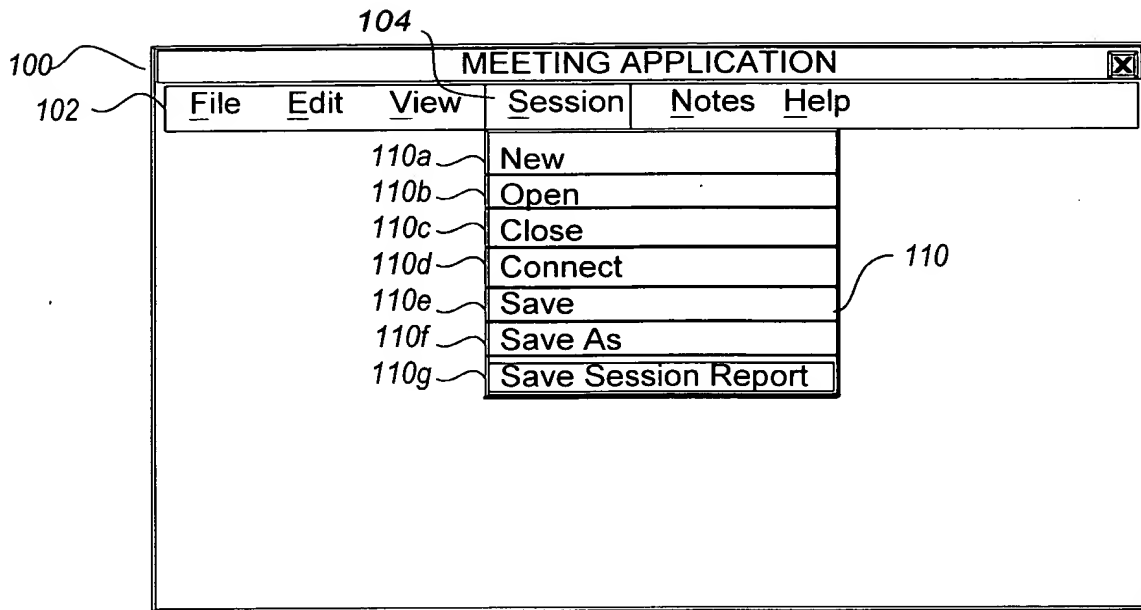 104
100
MEETING APPLICATION
102
File Edit View Session Notes Help
110a New
110b Open
110c Close
110d Connect
110
110e Save
110f Save As
110g Save Session Report